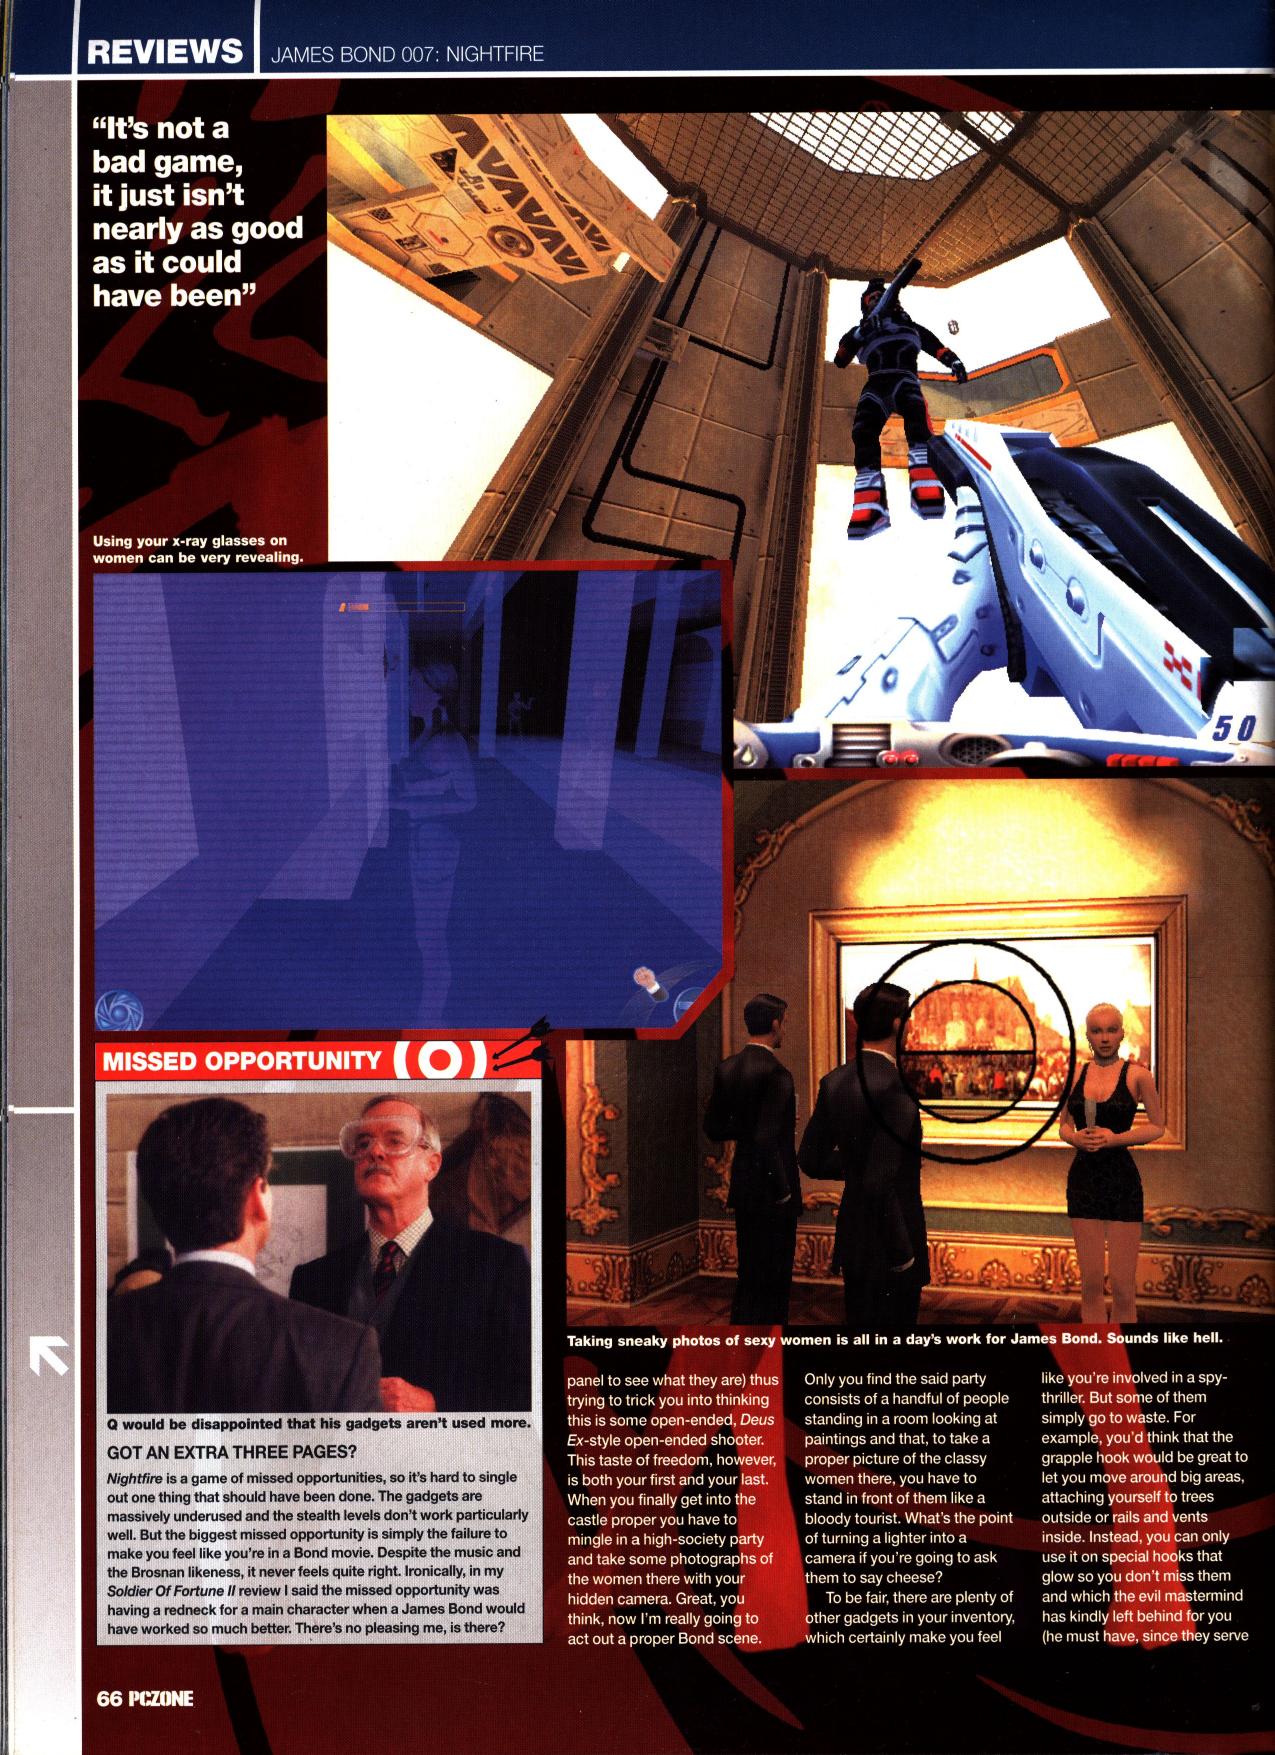 REVIEWS
JAMES BOND 007: NIGHTFIRE
“It’s not a
bad game,
it just isn’t
nearly as good
as it could
have been”
Using your x-ray glasses on
women can be very revealing.
50
MISSED OPPORTUNITY
Q would be disappointed that his gadgets aren’t used more.
GOT AN EXTRA THREE PAGES?
Nightfire is a game of missed opportunities, so it’s hard to single
out one thing that should have been done. The gadgets are
massively underused and the stealth levels don’t work particularly
well. But the biggest missed opportunity is simply the failure to
make you feel like you’re in a Bond movie. Despite the music and
the Brosnan likeness, it never feels quite right. Ironically, in my
Soldier Of Fortune II review I said the missed opportunity was
having a redneck for a main character when a James Bond would
have worked so much better. There’s no pleasing me, is there?
Taking sneaky photos of sexy women is all in a day’s work for James Bond. Sounds like hell.
panel to see what they are) thus
trying to trick you into thinking
this is some open-ended, Deus
Ex-style open-ended shooter.
This taste of freedom, however,
is both your first and your last.
When you finally get into the
castle proper you have to
mingle in a high-society party
and take some photographs of
the women there with your
hidden camera. Great, you
think, now I’m really going to
act out a proper Bond scene.
Only you find the said party
consists of a handful of people
standing in a room looking at
paintings and that, to take a
proper picture of the classy
women there, you have to
stand in front of them like a
bloody tourist. What’s the point
of turning a lighter into a
camera if you’re going to ask
them to say cheese?
To be fair, there are plenty of
other gadgets in your inventory,
which certainly make you feel
like you’re involved in a spy-
thriller. But some of them
simply go to waste. For
example, you’d think that the
grapple hook would be great to
let you move around big areas,
attaching yourself to trees
outside or rails and vents
inside. Instead, you can only
use it on special hooks that
glow so you don’t miss them
and which the evil mastermind
has kindly left behind for you
(he must have, since they serve
66 PCZONE